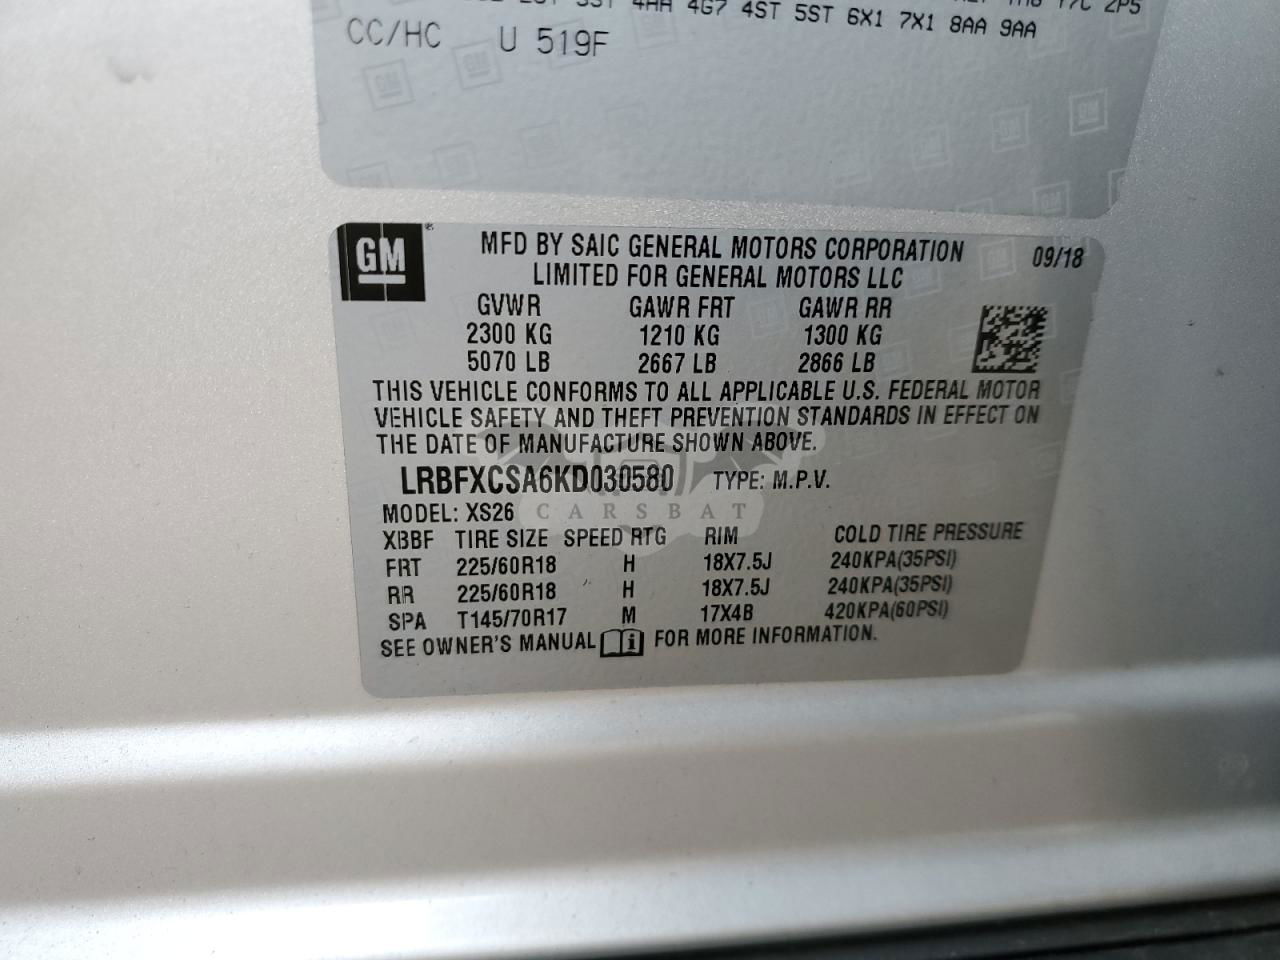 4AA 4G7 4ST 5ST 6X1 7X1 8AA 9AA
CC/HC U 519F
GM
GM
GM
GM ® MFD BY SAIC GENERAL MOTORS CORPORATION 09/18
LIMITED FOR GENERAL MOTORS LLC
GVWR GAWR FRT GAWR RR
2300 KG 1210 KG 1300 KG
5070 LB 2667 LB 2866 LB
THIS VEHICLE CONFORMS TO ALL APPLICABLE U.S. FEDERAL MOTOR
VEHICLE SAFETY AND THEFT PREVENTION STANDARDS IN EFFECT ON
THE DATE OF MANUFACTURE SHOWN ABOVE.
LRBFXCSA6KD030580 TYPE: M.P.V.
MODEL: XS26
CARSBAT
XBBF TIRE SIZE SPEED RTG RIM COLD TIRE PRESSURE
FRT 225/60R18 H 18X7.5J 240KPA(35PSI)
RR 225/60R18 H 18X7.5J 240KPA(35PSI)
SPA T145/70R17 M 17X4B 420KPA(60PSI)
SEE OWNER'S MANUAL i FOR MORE INFORMATION.